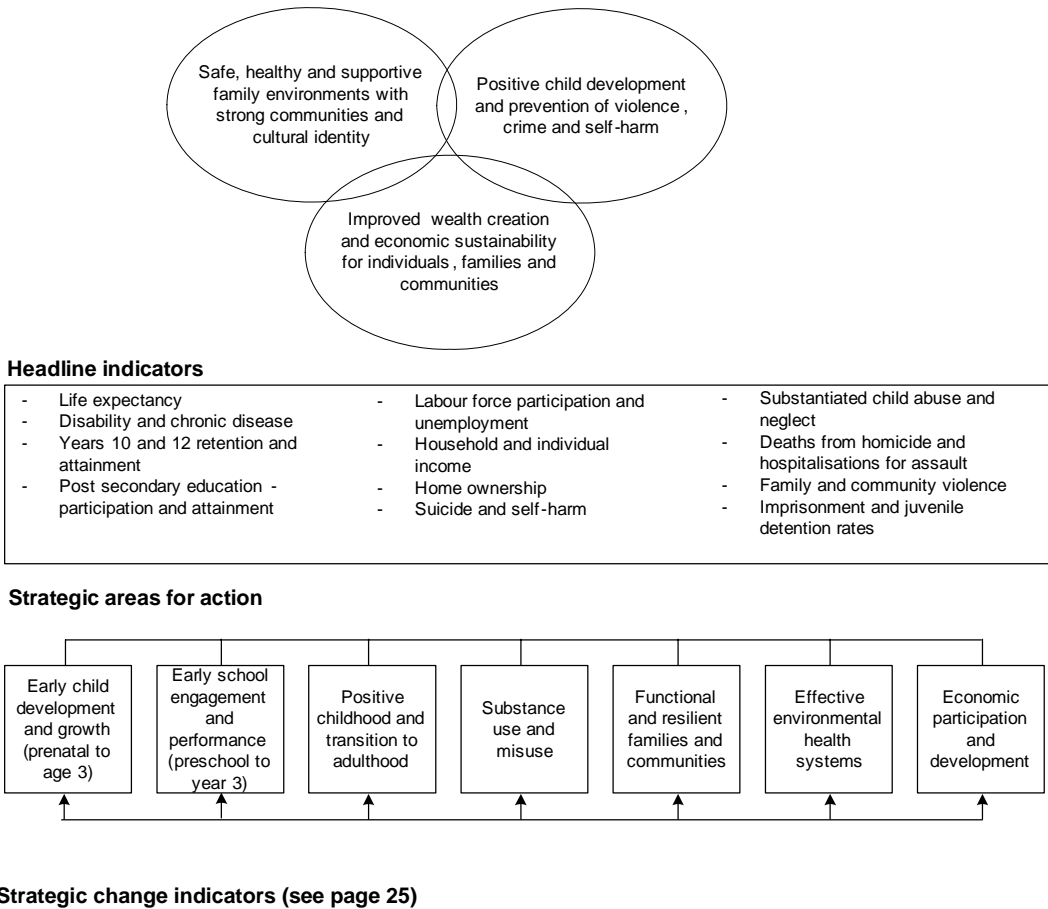 Safe, healthy and supportive
family environments with
strong communities and
cultural identity
Positive child development
and prevention of violence ,
crime and self-harm
Improved wealth creation
and economic sustainability
for individuals , families and
communities
Headline indicators
- Life expectancy
- Disability and chronic disease
- Years 10 and 12 retention and
attainment
- Post secondary education -
participation and attainment
- Labour force participation and
unemployment
- Household and individual
income
- Home ownership
- Suicide and self-harm
- Substantiated child abuse and
neglect
- Deaths from homicide and
hospitalisations for assault
- Family and community violence
- Imprisonment and juvenile
detention rates
Strategic areas for action
Early child
development
and growth
(prenatal to
age 3)
Early school
engagement
and
performance
(preschool to
year 3)
Positive
childhood and
transition to
adulthood
Substance
use and
misuse
Functional
and resilient
families and
communities
Effective
environmental
health
systems
Economic
participation
and
development
Strategic change indicators (see page 25)